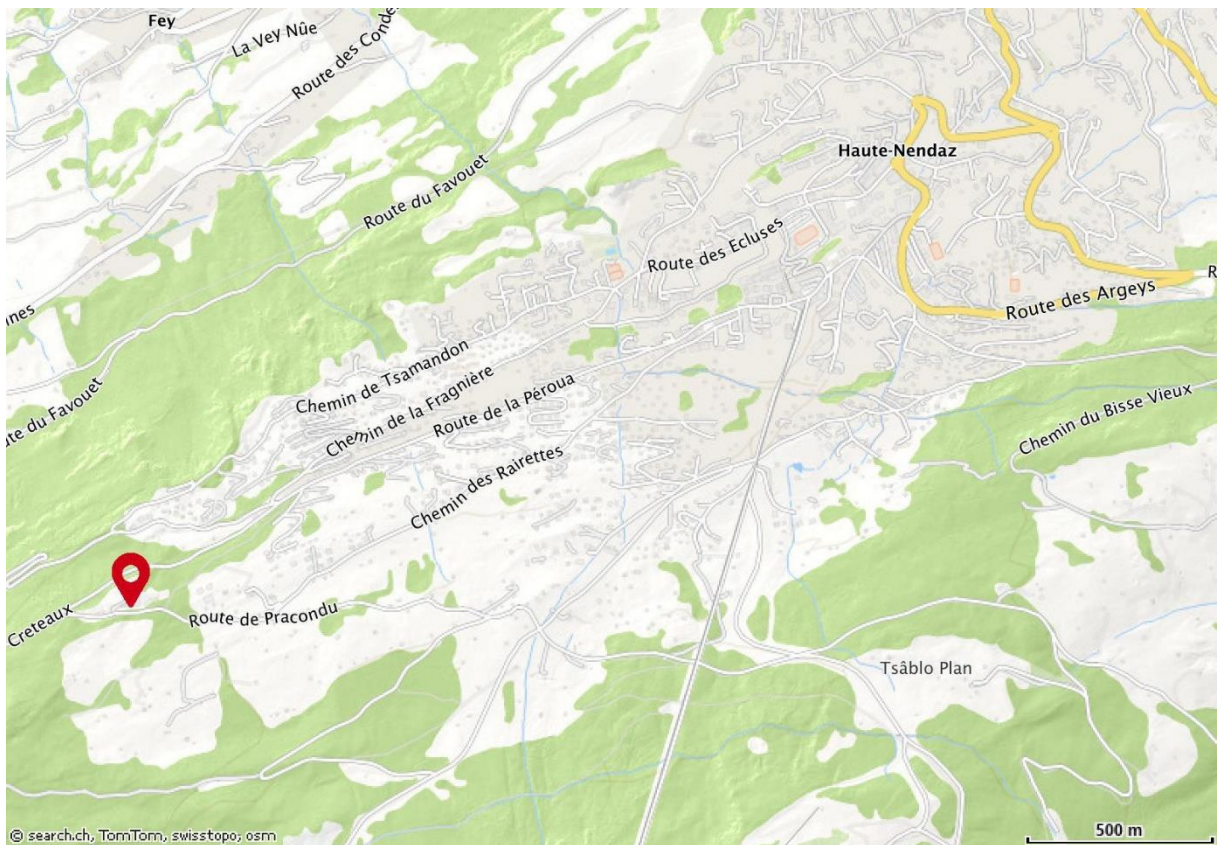 Fey
La Vey Nûe
Route des Conde
Haute-Nendaz
Route du Favouet
Route des Ecluses
R
Route des Argeys
ines
Chemin de Tsamandon
Chemin de la Fragnière
Route de la Péroua
Chemin du Bisse Vieux
ute du Favouet
Chemin des Rairettes
Creteaux
Route de Pracondu
Tsâblo Plan
© search.ch, TomTom, swisstopo, osm
500 m